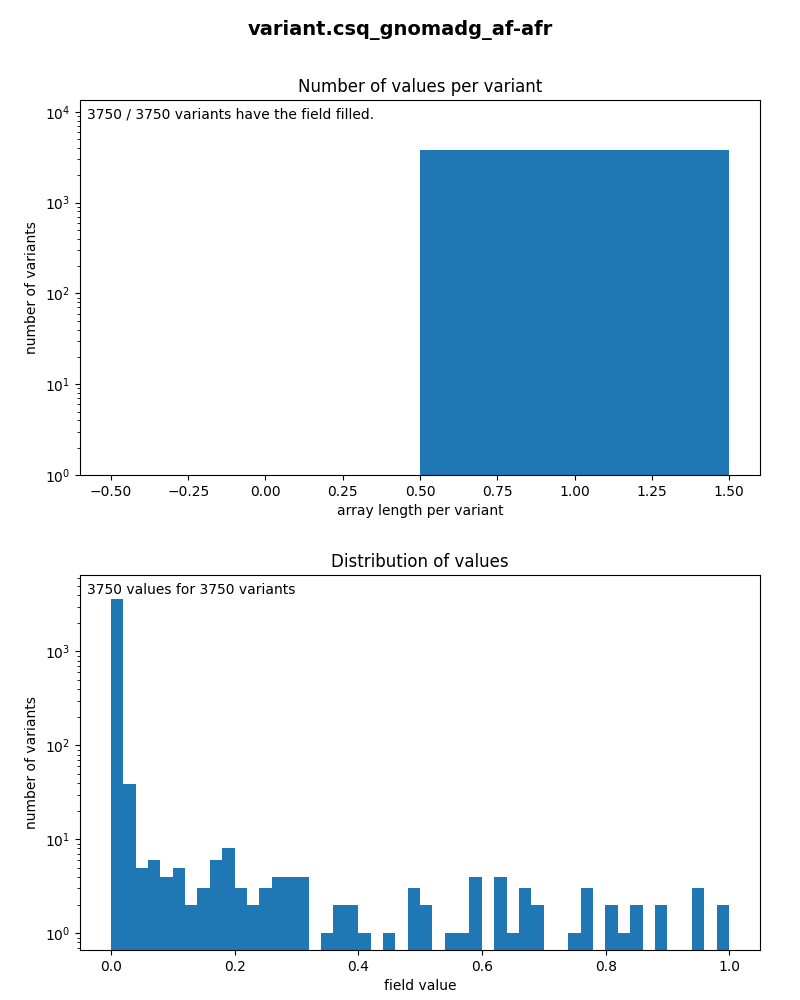 variant.csq_gnomadg_af-afr
Number of values per variant
3750 / 3750 variants have the field filled.
10⁴
10³
10²
10¹
10⁰
number of variants
−0.50
−0.25
0.00
0.25
0.50
0.75
1.00
1.25
1.50
array length per variant
Distribution of values
3750 values for 3750 variants
10³
10²
10¹
10⁰
number of variants
0.0
0.2
0.4
0.6
0.8
1.0
field value